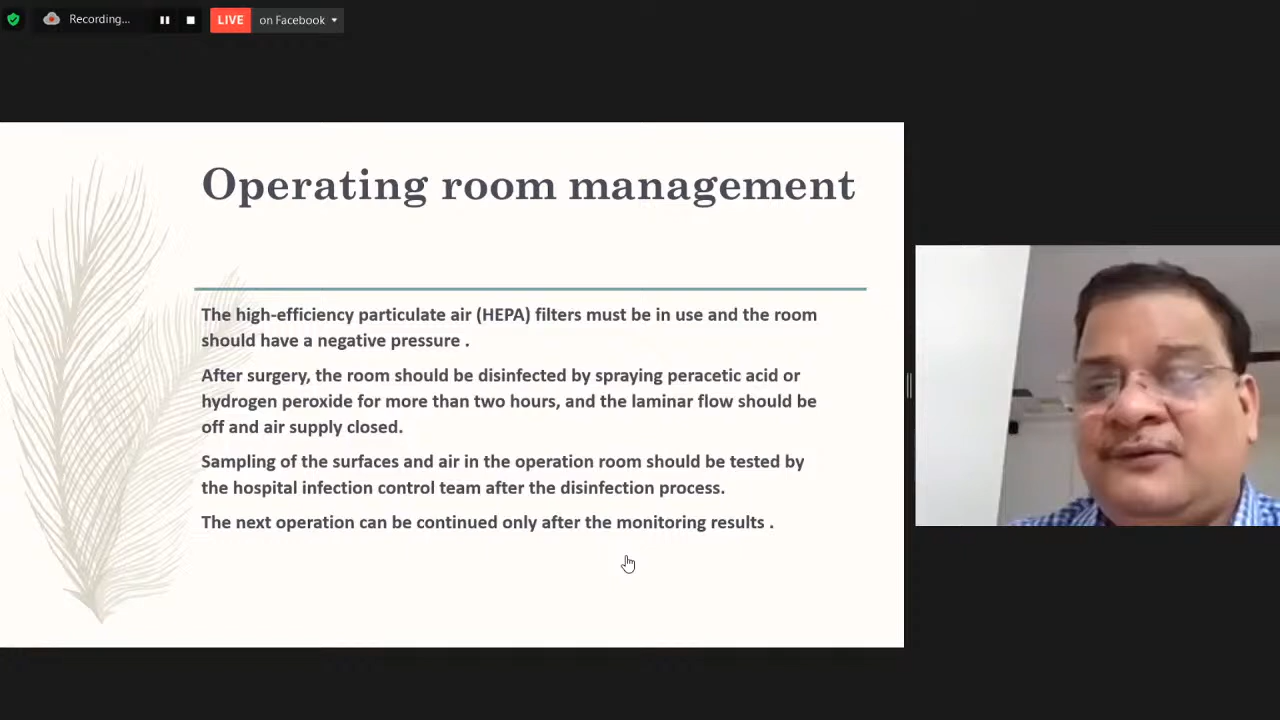 Recording...
LIVE on Facebook
Operating room management
The high-efficiency particulate air (HEPA) filters must be in use and the room
should have a negative pressure .
After surgery, the room should be disinfected by spraying peracetic acid or
hydrogen peroxide for more than two hours, and the laminar flow should be
off and air supply closed.
Sampling of the surfaces and air in the operation room should be tested by
the hospital infection control team after the disinfection process.
The next operation can be continued only after the monitoring results .